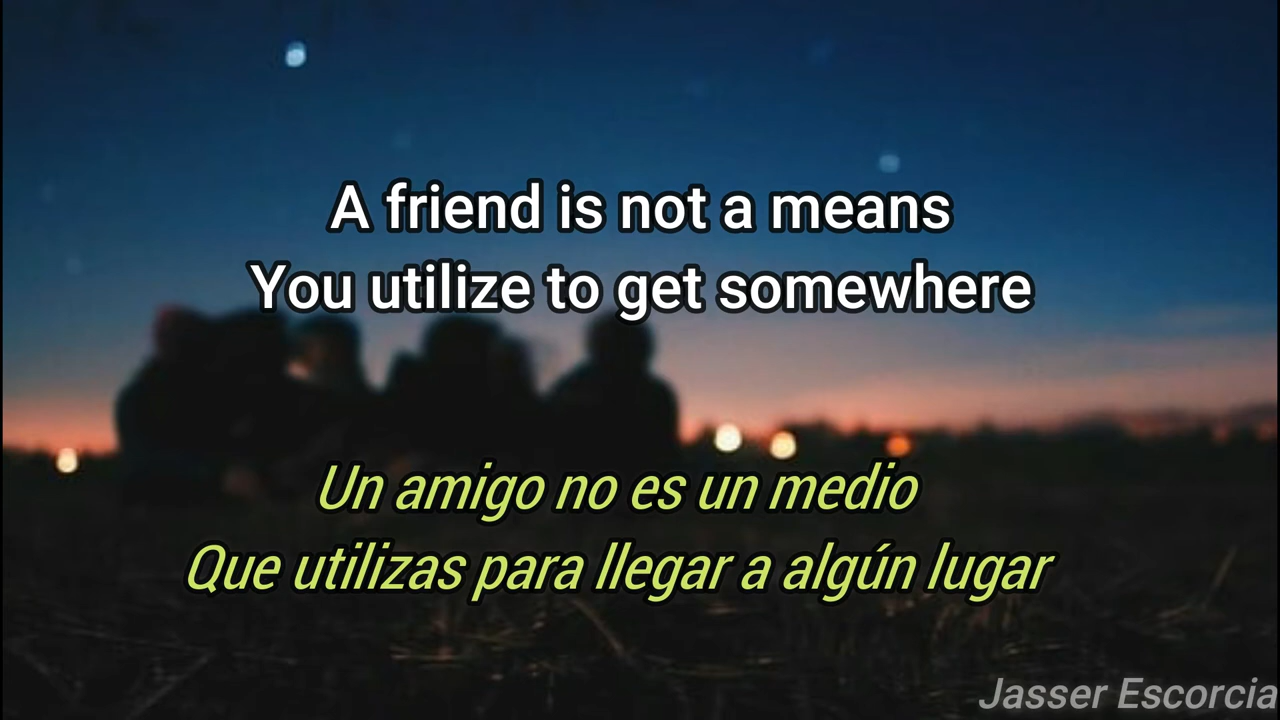 A friend is not a means
You utilize to get somewhere
Un amigo no es un medio
Que utilizas para llegar a algún lugar
Jasser Escorcia